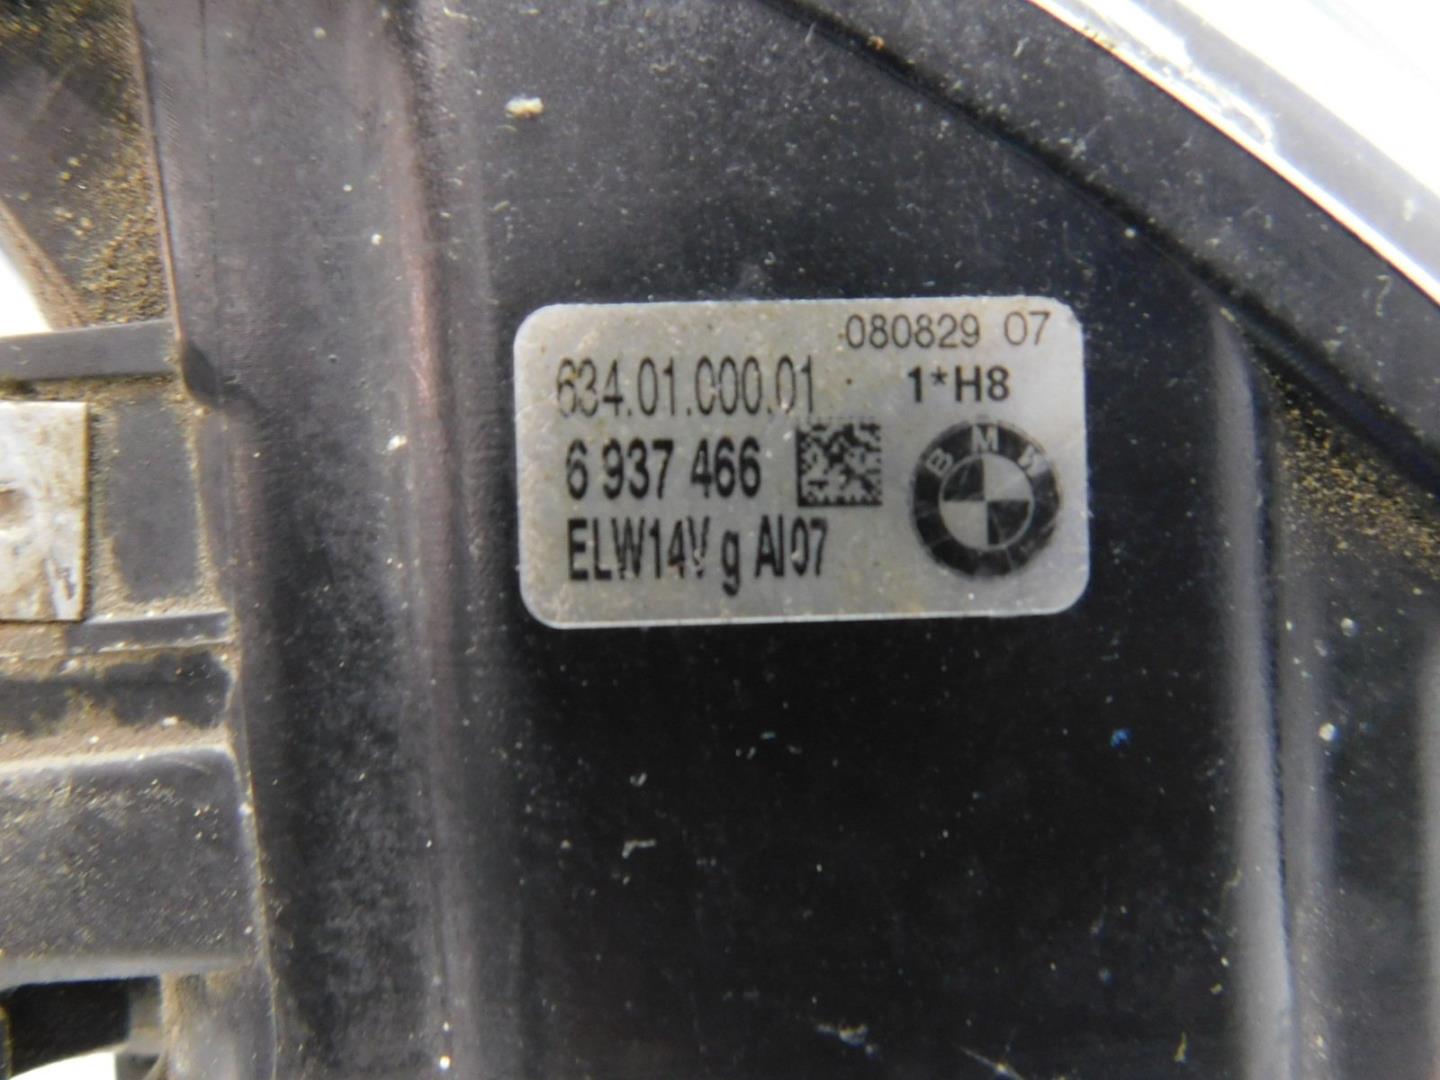 080829 07
634.01.000.01 1*H8
6 937 466
BMW
ELW14V g AI07